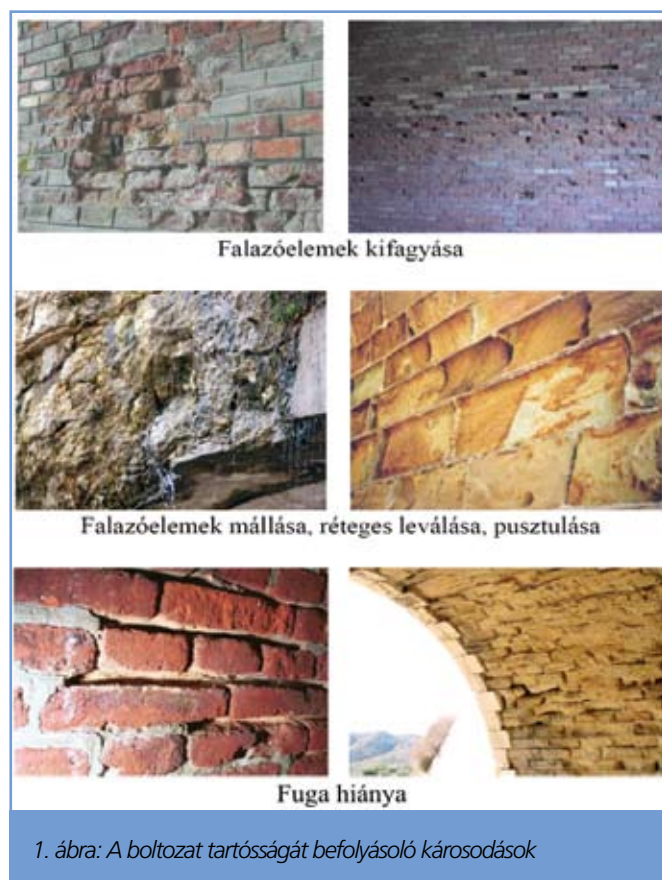 Falazóelemek kifagyása
Falazóelemek mállása, réteges leválása, pusztulása
Fuga hiánya
1. ábra: A boltozat tartósságát befolyásoló károsodások